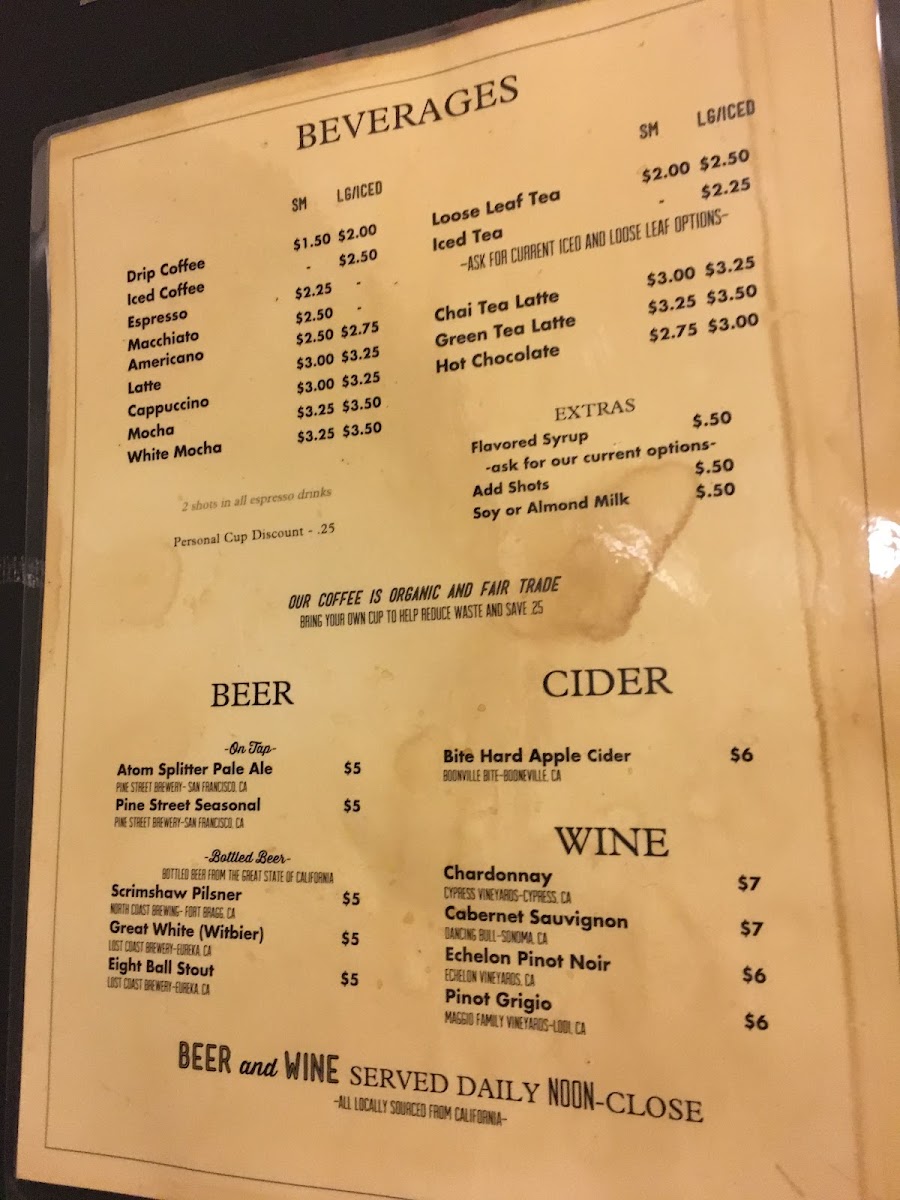 BEVERAGES
SM LG/ICED
Drip Coffee $1.50 $2.00
Iced Coffee - $2.50
Espresso $2.25 -
Macchiato $2.50 -
Americano $2.50 $2.75
Latte $3.00 $3.25
Cappuccino $3.00 $3.25
Mocha $3.25 $3.50
White Mocha $3.25 $3.50
2 shots in all espresso drinks
Personal Cup Discount - .25
SM LG/ICED
Loose Leaf Tea $2.00 $2.50
Iced Tea - $2.25
-ASK FOR CURRENT ICED AND LOOSE LEAF OPTIONS-
Chai Tea Latte $3.00 $3.25
Green Tea Latte $3.25 $3.50
Hot Chocolate $2.75 $3.00
EXTRAS
Flavored Syrup $.50
-ask for our current options-
Add Shots $.50
Soy or Almond Milk $.50
OUR COFFEE IS ORGANIC AND FAIR TRADE
BRING YOUR OWN CUP TO HELP REDUCE WASTE AND SAVE .25
BEER
-On Tap-
Atom Splitter Pale Ale $5
PINE STREET BREWERY- SAN FRANCISCO, CA
Pine Street Seasonal $5
PINE STREET BREWERY-SAN FRANCISCO, CA
-Bottled Beer-
BOTTLED BEER FROM THE GREAT STATE OF CALIFORNIA
Scrimshaw Pilsner $5
NORTH COAST BREWING- FORT BRAGG, CA
Great White (Witbier) $5
LOST COAST BREWERY-EUREKA, CA
Eight Ball Stout $5
LOST COAST BREWERY-EUREKA, CA
CIDER
Bite Hard Apple Cider $6
BOONVILLE BITE-BOONEVILLE, CA
WINE
Chardonnay $7
CYPRESS VINEYARDS-CYPRESS, CA
Cabernet Sauvignon $7
DANCING BULL-SONOMA, CA
Echelon Pinot Noir $6
ECHELON VINEYARDS, CA
Pinot Grigio $6
MAGGIO FAMILY VINEYARDS-LODI, CA
BEER and WINE SERVED DAILY NOON-CLOSE
-ALL LOCALLY SOURCED FROM CALIFORNIA-